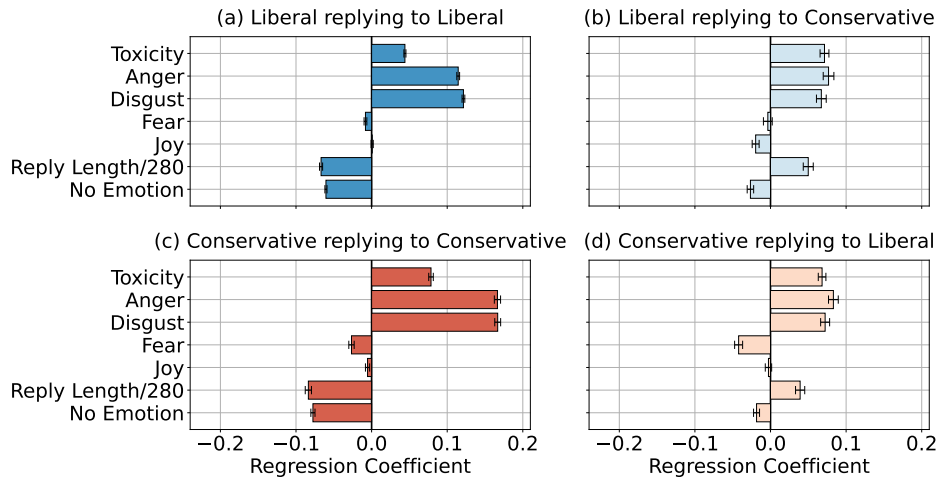 (a) Liberal replying to Liberal
(b) Liberal replying to Conservative
Toxicity
Anger
Disgust
Fear
Joy
Reply Length/280
No Emotion
(c) Conservative replying to Conservative
(d) Conservative replying to Liberal
Toxicity
Anger
Disgust
Fear
Joy
Reply Length/280
No Emotion
−0.2 −0.1 0.0 0.1 0.2
−0.2 −0.1 0.0 0.1 0.2
Regression Coefficient
Regression Coefficient